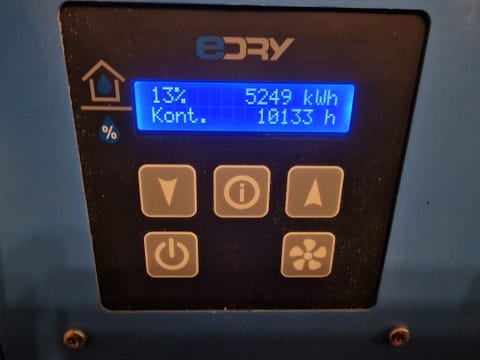 eDRY
13% 5249 kWh
Kont. 10133 h
%
i